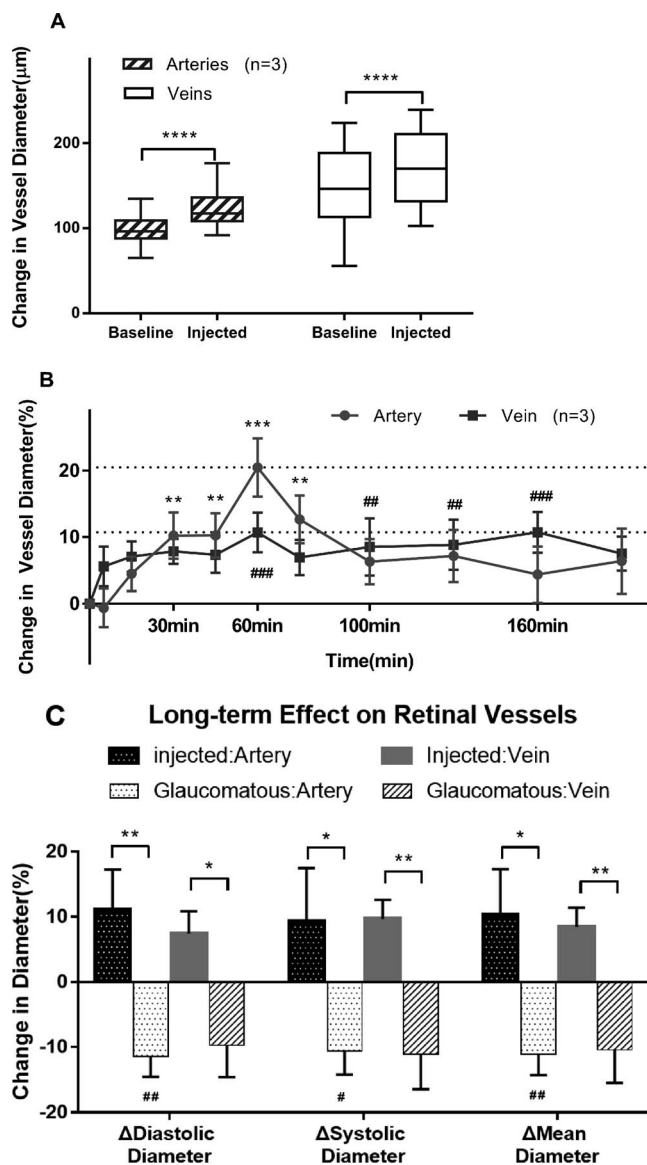 A
Change in Vessel Diameter(μm)
Arteries (n=3)
Veins
****
****
200
100
0
Baseline Injected Baseline Injected
B
Change in Vessel Diameter(%)
Artery Vein (n=3)
20
10
0
** ** *** ** ## ## ###
###
30min 60min 100min 160min
Time(min)
C Long-term Effect on Retinal Vessels
injected:Artery Injected:Vein
Glaucomatous:Artery Glaucomatous:Vein
Change in Diameter(%)
20
10
0
-10
-20
** * * ** * **
## # ##
ΔDiastolic Diameter
ΔSystolic Diameter
ΔMean Diameter